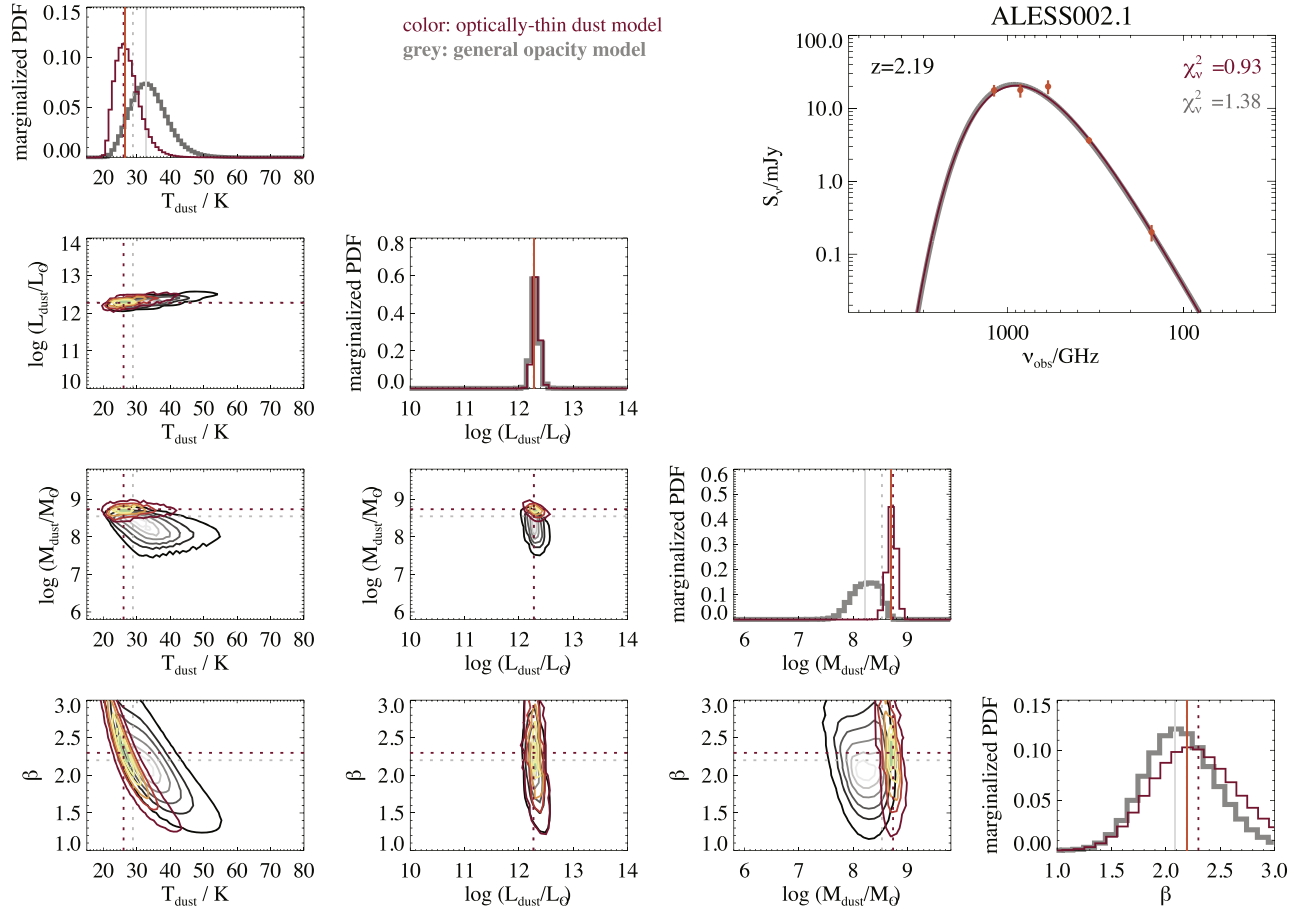 color: optically-thin dust model
grey: general opacity model
ALESS002.1
z=2.19
χ²ᵥ =0.93
χ²ᵥ =1.38
100.0
10.0
1.0
0.1
Sᵥ/mJy
1000
100
ν_obs/GHz
marginalized PDF
0.15
0.10
0.05
0.00
20 30 40 50 60 70 80
T_dust / K
log (L_dust/L_⊙)
14
13
12
11
10
20 30 40 50 60 70 80
T_dust / K
marginalized PDF
0.8
0.6
0.4
0.2
0.0
10 11 12 13 14
log (L_dust/L_⊙)
log (M_dust/M_⊙)
9
8
7
6
20 30 40 50 60 70 80
T_dust / K
log (M_dust/M_⊙)
9
8
7
6
10 11 12 13 14
log (L_dust/L_⊙)
marginalized PDF
0.6
0.5
0.4
0.3
0.2
0.1
0.0
6 7 8 9
log (M_dust/M_⊙)
β
3.0
2.5
2.0
1.5
1.0
20 30 40 50 60 70 80
T_dust / K
β
3.0
2.5
2.0
1.5
1.0
10 11 12 13 14
log (L_dust/L_⊙)
β
3.0
2.5
2.0
1.5
1.0
6 7 8 9
log (M_dust/M_⊙)
marginalized PDF
0.15
0.10
0.05
0.00
1.0 1.5 2.0 2.5 3.0
β